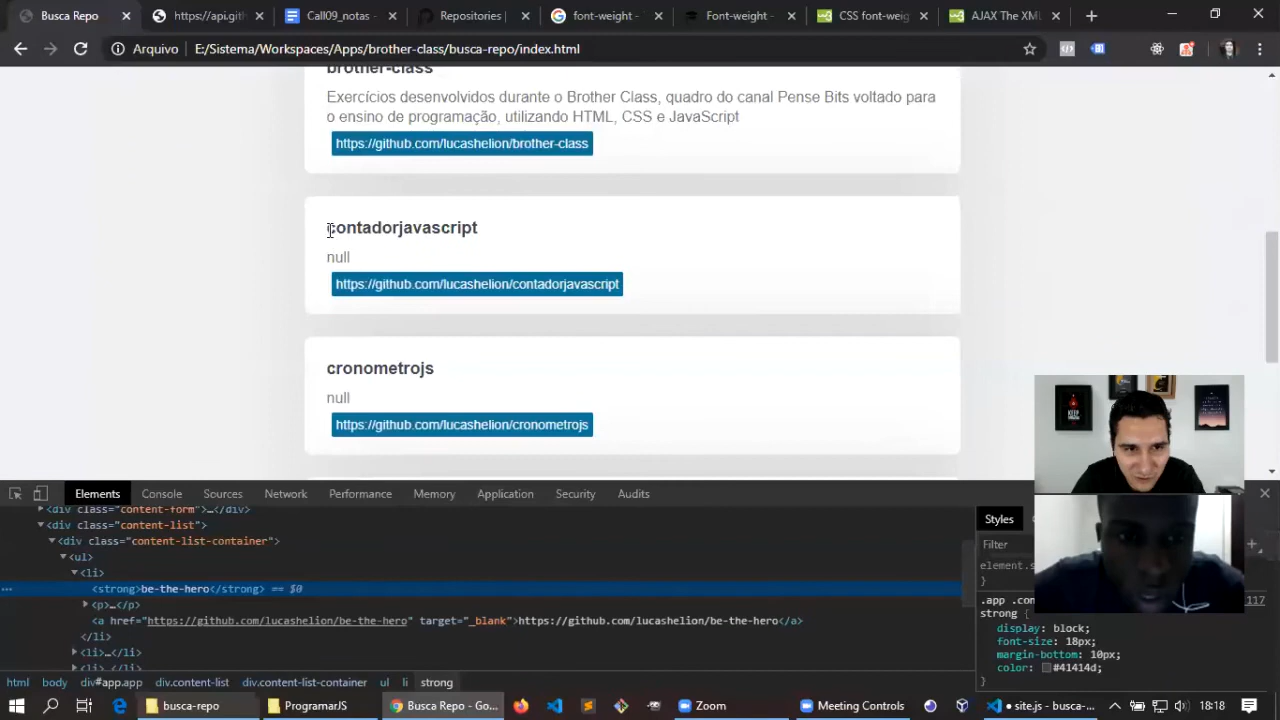 Busca Repo
https://api.gith
Call09_notas -
Repositories |
font-weight -
Font-weight –
CSS font-weig
AJAX The XML
Arquivo
E:/Sistema/Workspaces/Apps/brother-class/busca-repo/index.html
brother-class
Exercícios desenvolvidos durante o Brother Class, quadro do canal Pense Bits voltado para
o ensino de programação, utilizando HTML, CSS e JavaScript
https://github.com/lucashelion/brother-class
contadorjavascript
null
https://github.com/lucashelion/contadorjavascript
cronometrojs
null
https://github.com/lucashelion/cronometrojs
Elements Console Sources Network Performance Memory Application Security Audits
<div class="content-form">…</div>
<div class="content-list">
<div class="content-list-container">
<ul>
<li>
<strong>be-the-hero</strong> == $0
<p>…</p>
<a href="https://github.com/lucashelion/be-the-hero" target="_blank">https://github.com/lucashelion/be-the-hero</a>
</li>
<li>…</li>
<li>…</li>
html body div#app.app div.content-list div.content-list-container ul li strong
Styles
Filter
element.s
}
.app .con 117
strong {
display: block;
font-size: 18px;
margin-bottom: 10px;
color: #41414d;
}
KEEP
busca-repo
ProgramarJS
Busca Repo - Go...
Zoom
Meeting Controls
● site.js - busca-...
18:18